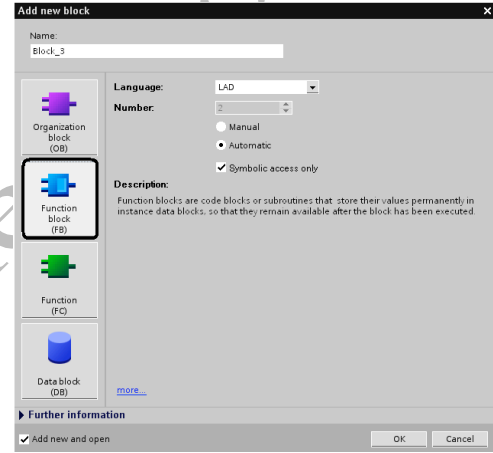 Add new block
Name:
Block_3
Language:
LAD
Number:
2
Manual
Automatic
Symbolic access only
Description:
Function blocks are code blocks or subroutines that store their values permanently in
instance data blocks, so that they remain available after the block has been executed.
more...
Organization
block
(OB)
Function
block
(FB)
Function
(FC)
Data block
(DB)
Further information
Add new and open
OK
Cancel